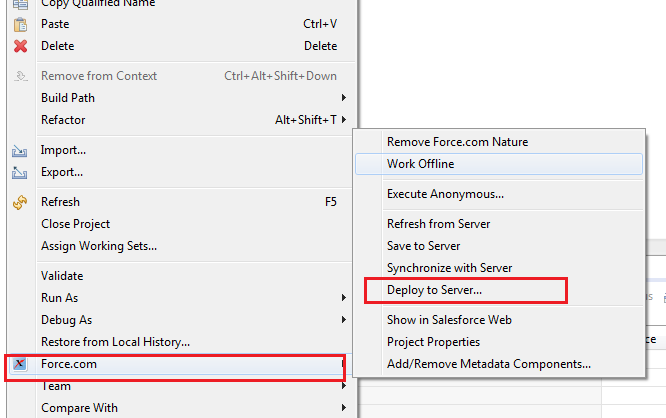 Copy Qualified Name
Paste Ctrl+V
Delete Delete
Remove from Context Ctrl+Alt+Shift+Down
Build Path
Refactor Alt+Shift+T
Import...
Export...
Refresh F5
Close Project
Assign Working Sets...
Validate
Run As
Debug As
Restore from Local History...
Force.com
Team
Compare With
Remove Force.com Nature
Work Offline
Execute Anonymous...
Refresh from Server
Save to Server
Synchronize with Server
Deploy to Server...
Show in Salesforce Web
Project Properties
Add/Remove Metadata Components...